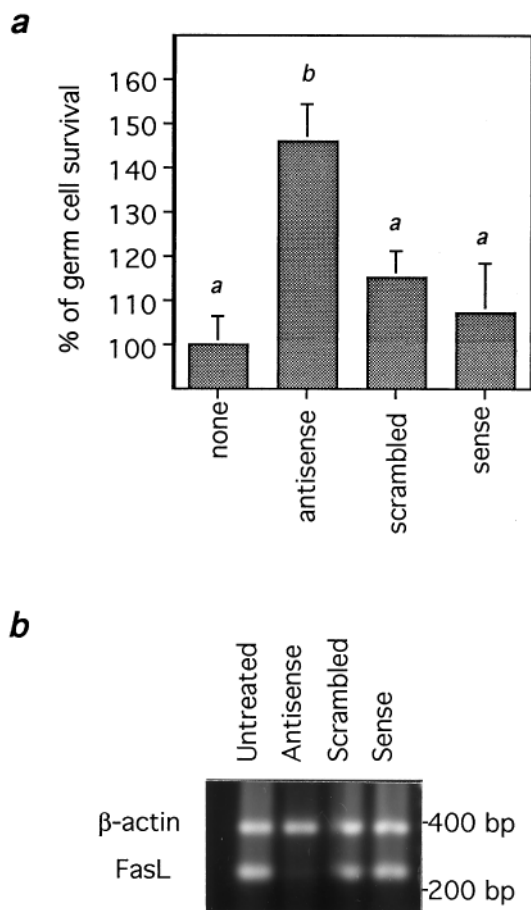 a
% of germ cell survival
160
b
150
140
130
120
a
a
110
a
100
none
antisense
scrambled
sense
b
Untreated
Antisense
Scrambled
Sense
β-actin
400 bp
FasL
200 bp